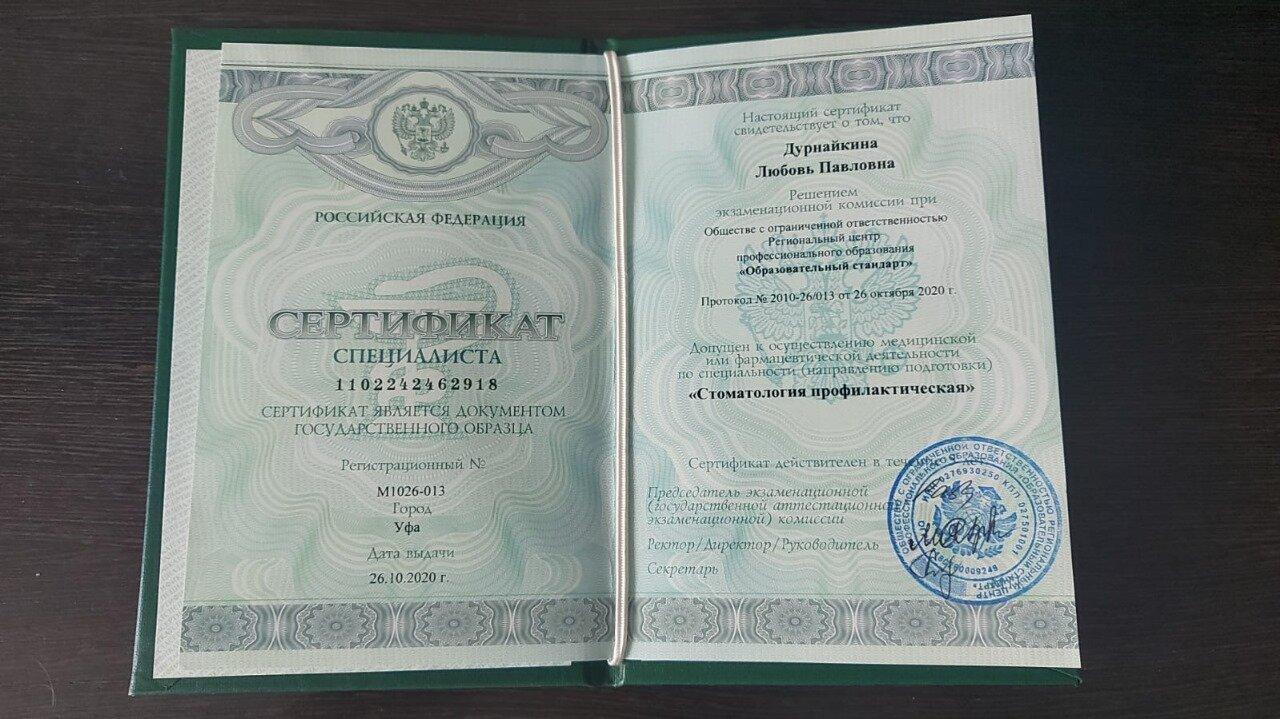 РОССИЙСКАЯ ФЕДЕРАЦИЯ
СЕРТИФИКАТ
СПЕЦИАЛИСТА
1102242462918
СЕРТИФИКАТ ЯВЛЯЕТСЯ ДОКУМЕНТОМ
ГОСУДАРСТВЕННОГО ОБРАЗЦА
Регистрационный №
М1026-013
Город
Уфа
Дата выдачи
26.10.2020 г.
Настоящий сертификат
свидетельствует о том, что
Дурнайкина
Любовь Павловна
Решением
экзаменационной комиссии при
Обществе с ограниченной ответственностью
Региональный центр
профессионального образования
«Образовательный стандарт»
Протокол № 2010-26/013 от 26 октября 2020 г.
Допущен к осуществлению медицинской
или фармацевтической деятельности
по специальности (направлению подготовки)
«Стоматология профилактическая»
Сертификат действителен в
Председатель экзаменационной
(государственной аттестационной
экзаменационной) комиссии
Ректор/Директор/Руководитель
Секретарь